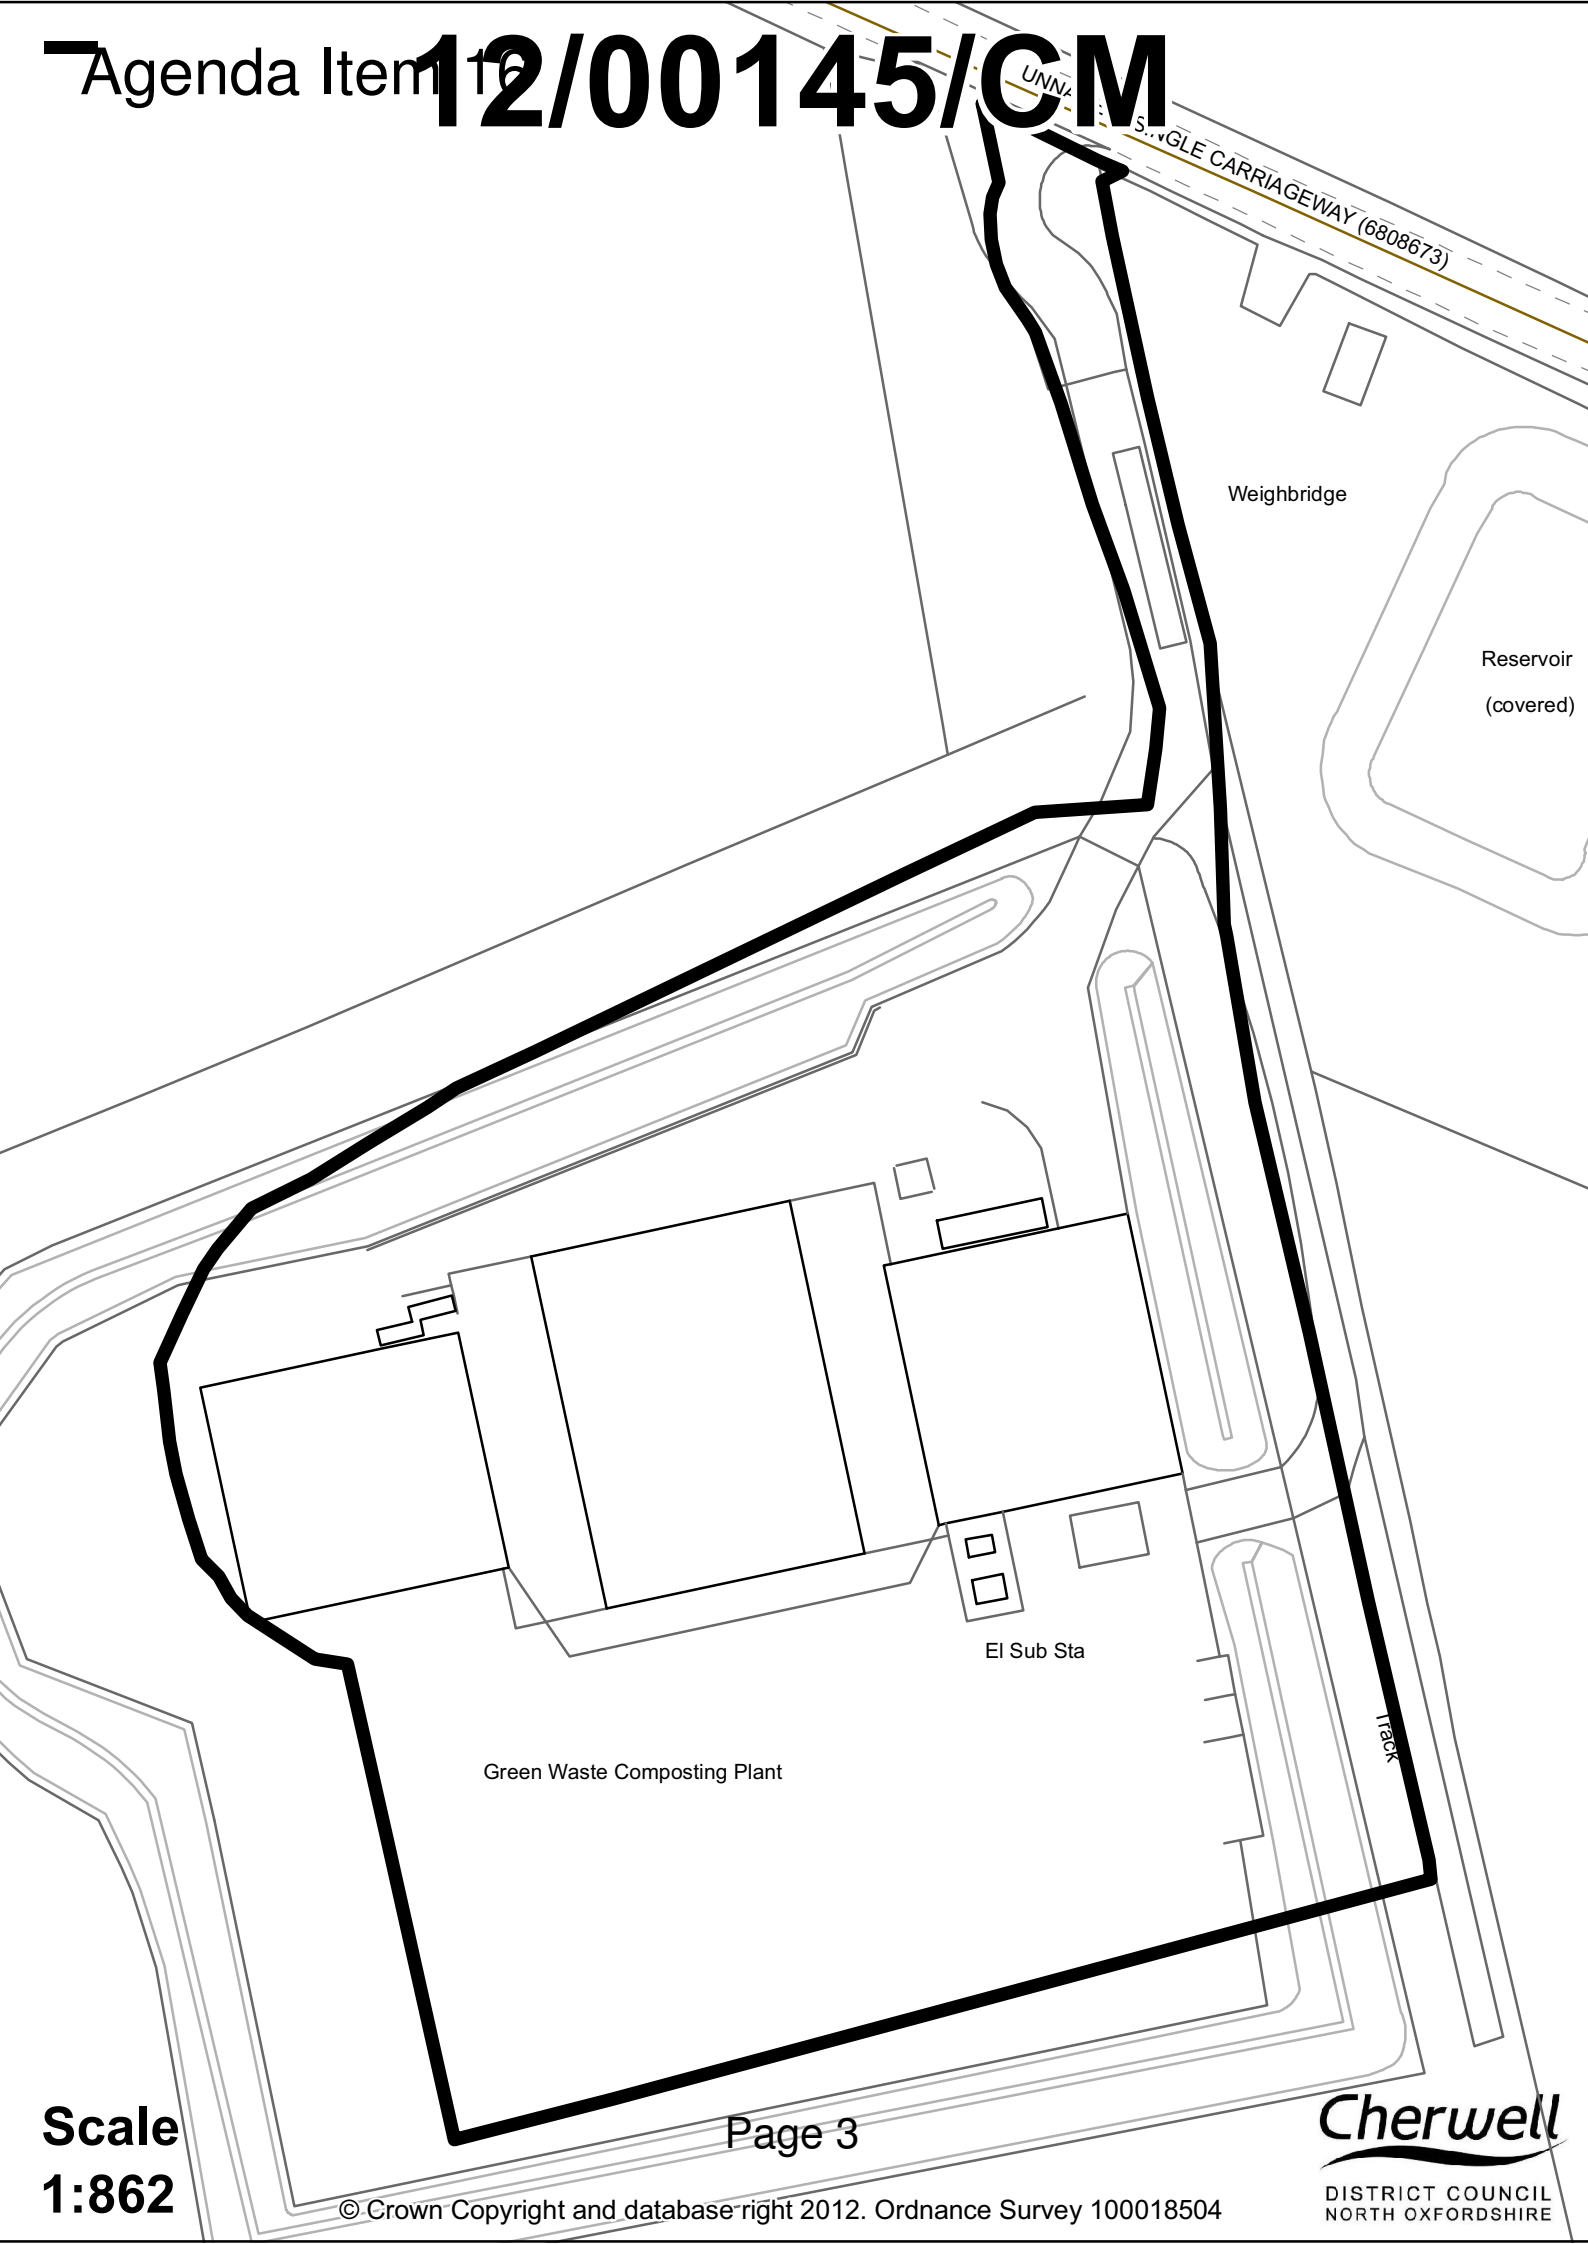 Agenda Item 16
12/00145/CM
SINGLE CARRIAGEWAY (6808673)
Weighbridge
Reservoir
(covered)
El Sub Sta
Green Waste Composting Plant
Track
Scale
1:862
Page 3
© Crown Copyright and database right 2012. Ordnance Survey 100018504
Cherwell
DISTRICT COUNCIL
NORTH OXFORDSHIRE